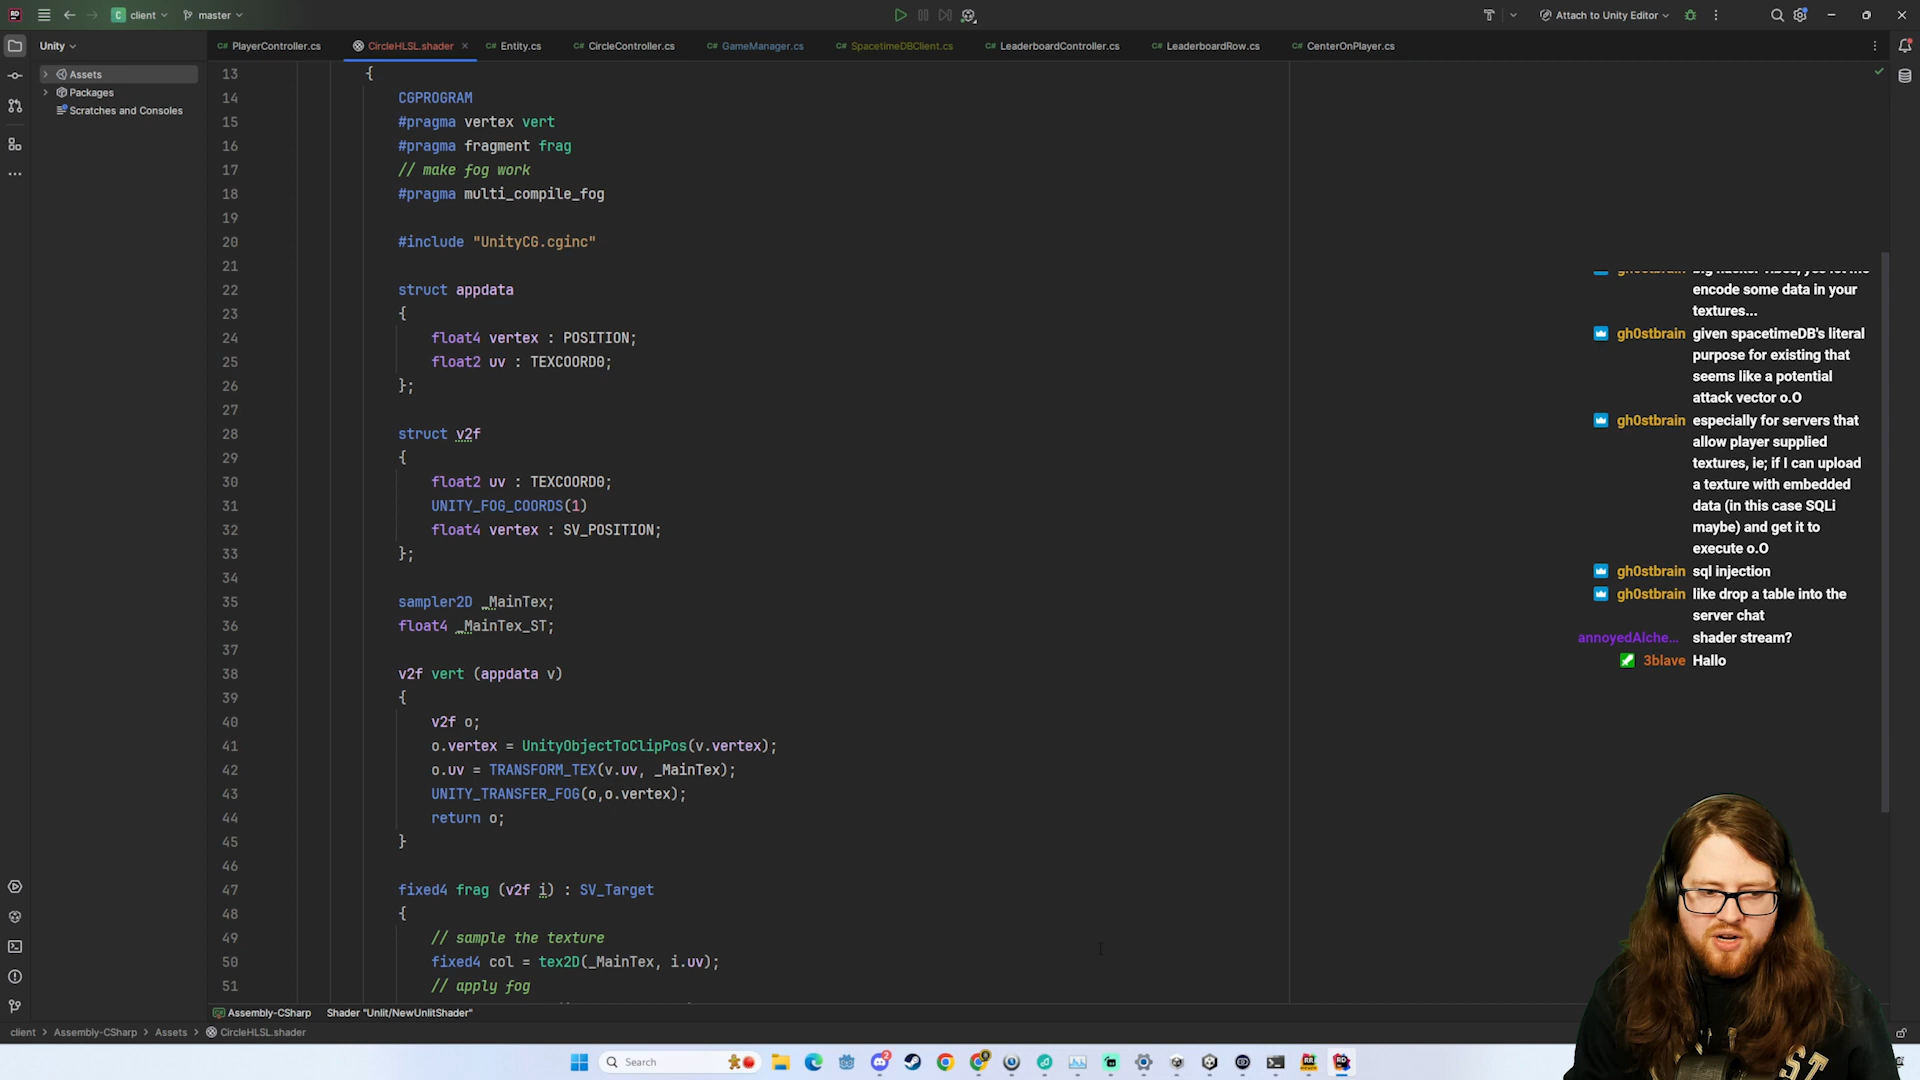 client
master
Attach to Unity Editor
Unity
PlayerController.cs
CircleHLSL.shader
Entity.cs
CircleController.cs
GameManager.cs
SpacetimeDBClient.cs
LeaderboardController.cs
LeaderboardRow.cs
CenterOnPlayer.cs
Assets
Packages
Scratches and Consoles
13 {
14 CGPROGRAM
15 #pragma vertex vert
16 #pragma fragment frag
17 // make fog work
18 #pragma multi_compile_fog
19
20 #include "UnityCG.cginc"
21
22 struct appdata
23 {
24 float4 vertex : POSITION;
25 float2 uv : TEXCOORD0;
26 };
27
28 struct v2f
29 {
30 float2 uv : TEXCOORD0;
31 UNITY_FOG_COORDS(1)
32 float4 vertex : SV_POSITION;
33 };
34
35 sampler2D _MainTex;
36 float4 _MainTex_ST;
37
38 v2f vert (appdata v)
39 {
40 v2f o;
41 o.vertex = UnityObjectToClipPos(v.vertex);
42 o.uv = TRANSFORM_TEX(v.uv, _MainTex);
43 UNITY_TRANSFER_FOG(o,o.vertex);
44 return o;
45 }
46
47 fixed4 frag (v2f i) : SV_Target
48 {
49 // sample the texture
50 fixed4 col = tex2D(_MainTex, i.uv);
51 // apply fog
encode some data in your
textures...
gh0stbrain given spacetimeDB's literal
purpose for existing that
seems like a potential
attack vector o.O
gh0stbrain especially for servers that
allow player supplied
textures, ie; if I can upload
a texture with embedded
data (in this case SQLi
maybe) and get it to
execute o.O
gh0stbrain sql injection
gh0stbrain like drop a table into the
server chat
annoyedAlche... shader stream?
3blave Hallo
Assembly-CSharp
Shader "Unlit/NewUnlitShader"
client > Assembly-CSharp > Assets > CircleHLSL.shader
Search